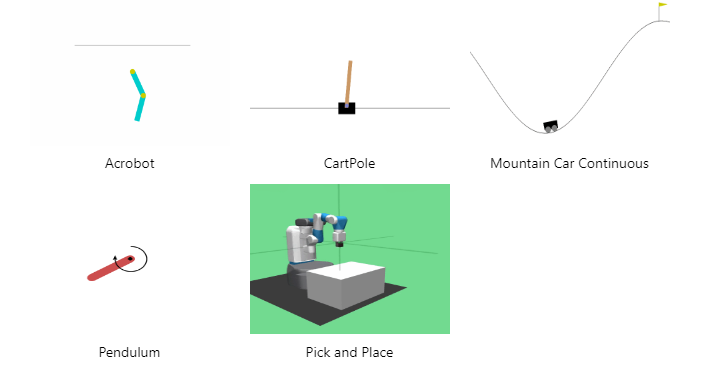 Acrobot
CartPole
Mountain Car Continuous
Pendulum
Pick and Place